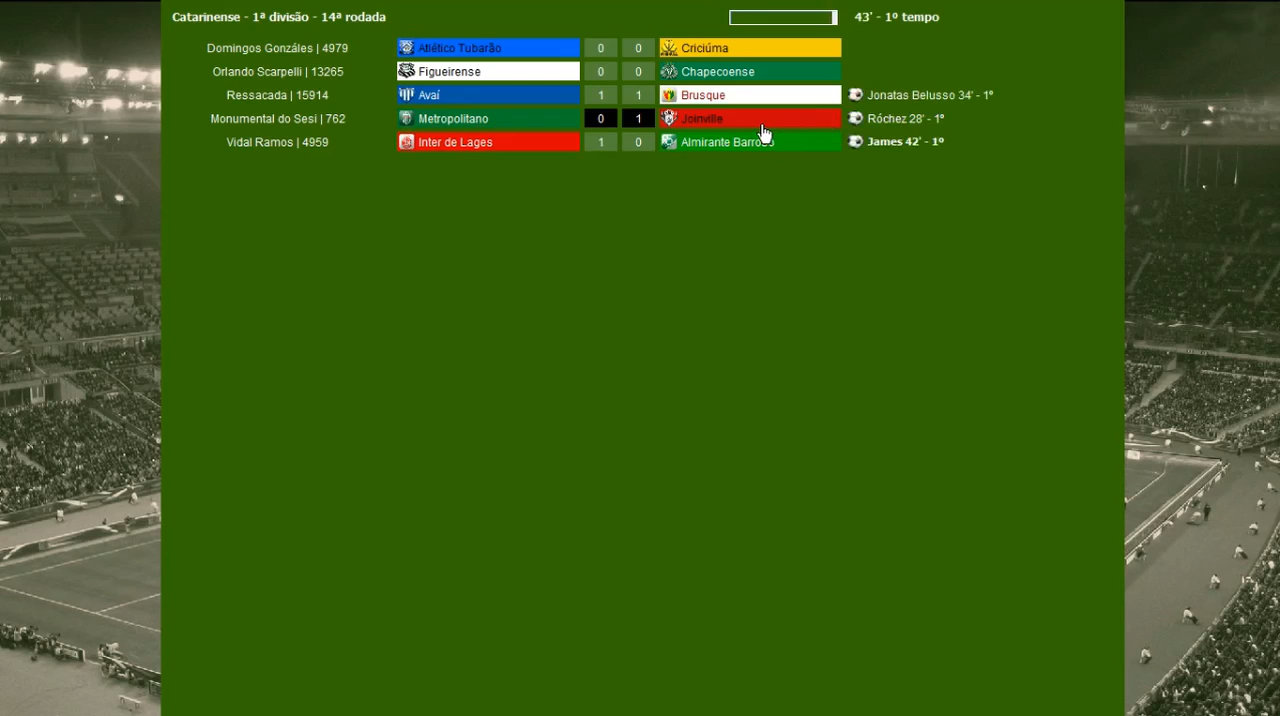 Catarinense - 1ª divisão - 14ª rodada 43' - 1º tempo
Domingos Gonzáles | 4979 Atlético Tubarão 0 0 Criciúma
Orlando Scarpelli | 13265 Figueirense 0 0 Chapecoense
Ressacada | 15914 Avaí 1 1 Brusque Jonatas Belusso 34' - 1º
Monumental do Sesi | 762 Metropolitano 0 1 Joinville Róchez 28' - 1º
Vidal Ramos | 4959 Inter de Lages 1 0 Almirante Barroso James 42' - 1º